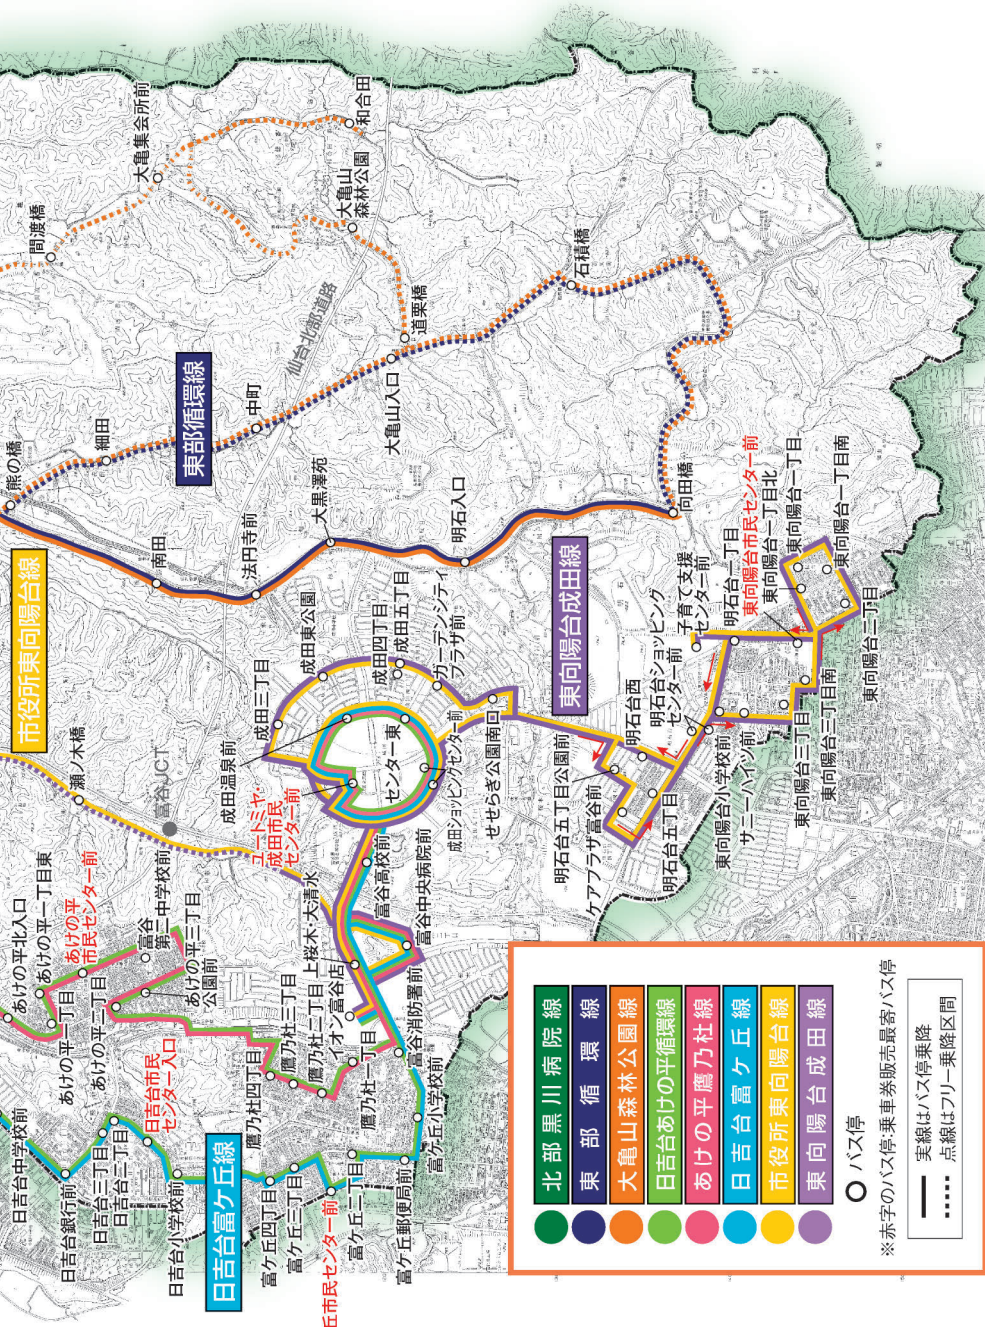 大亀集会所前
和合田
間渡橋
大亀山
森林公園
石積橋
道栗橋
仙台北部道路
大亀山入口
東部循環線
中町
細田
熊の橋
市役所東向陽台線
南田
法円寺前
大黒澤苑
明石入口
向田橋
東向陽台成田線
瀬ノ木橋
富谷JCT
成田三丁目
成田東公園
成田四丁目
成田五丁目
ガーデンシティ
プラザ前
成田温泉前
センター東
成田ショッピングセンター前
せせらぎ公園南口
ユートミヤ・
成田市民
センター前
子育て支援
センター前
明石台一丁目
東向陽台市民センター前
東向陽台一丁目北
東向陽台一丁目
東向陽台一丁目南
東向陽台二丁目
明石台ショッピング
センター前
明石台西
明石台五丁目公園前
ケアプラザ富谷前
明石台五丁目
東向陽台小学校前
サニーハイツ前
東向陽台三丁目
東向陽台三丁目南
富谷高校前
富谷中央病院前
上桜木・大清水
イオン富谷店
富谷消防署前
あけの平北入口
あけの平一丁目東
あけの平
市民センター前
富谷
第二中学校前
あけの平三丁目
公園前
あけの平一丁目
あけの平二丁目
日吉台市民
センター入口
鷹乃杜四丁目
鷹乃杜三丁目
鷹乃杜二丁目
鷹乃杜一丁目
日吉台中学校前
日吉台銀行前
日吉台三丁目
日吉台二丁目
日吉台小学校前
日吉台富ケ丘線
富ケ丘四丁目
富ケ丘三丁目
丘市民センター前
富ケ丘二丁目
富ケ丘郵便局前
富ケ丘小学校前
北部黒川病院線
東部循環線
大亀山森林公園線
日吉台あけの平循環線
あけの平鷹乃杜線
日吉台富ケ丘線
市役所東向陽台線
東向陽台成田線
バス停
※赤字のバス停:乗車券販売最寄バス停
実線はバス停乗降
点線はフリー乗降区間